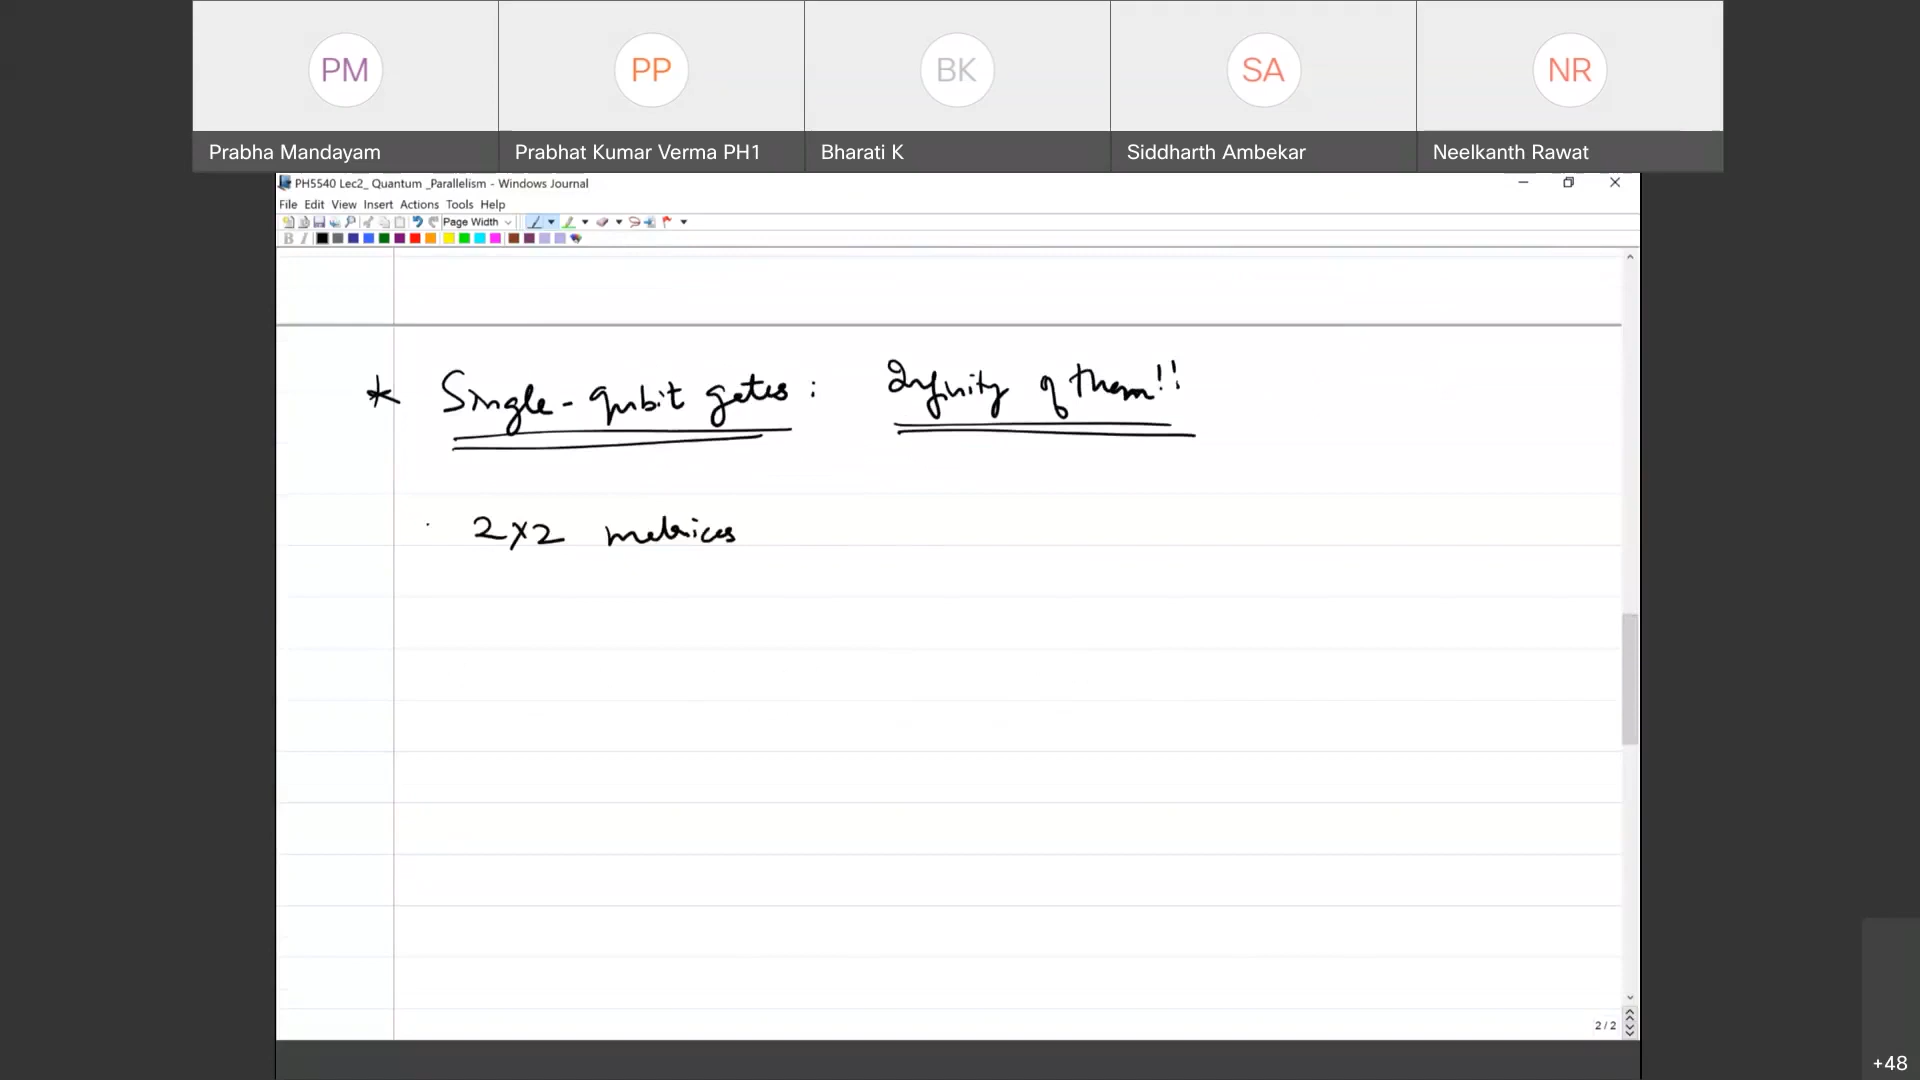 PM PP BK SA NR
Prabha Mandayam Prabhat Kumar Verma PH1 Bharati K Siddharth Ambekar Neelkanth Rawat
PH5540 Lec2_ Quantum _Parallelism - Windows Journal
File Edit View Insert Actions Tools Help
Page Width
B I
* Single-qubit gates: Infinity of them!!
· 2x2 matrices
2 / 2
+48